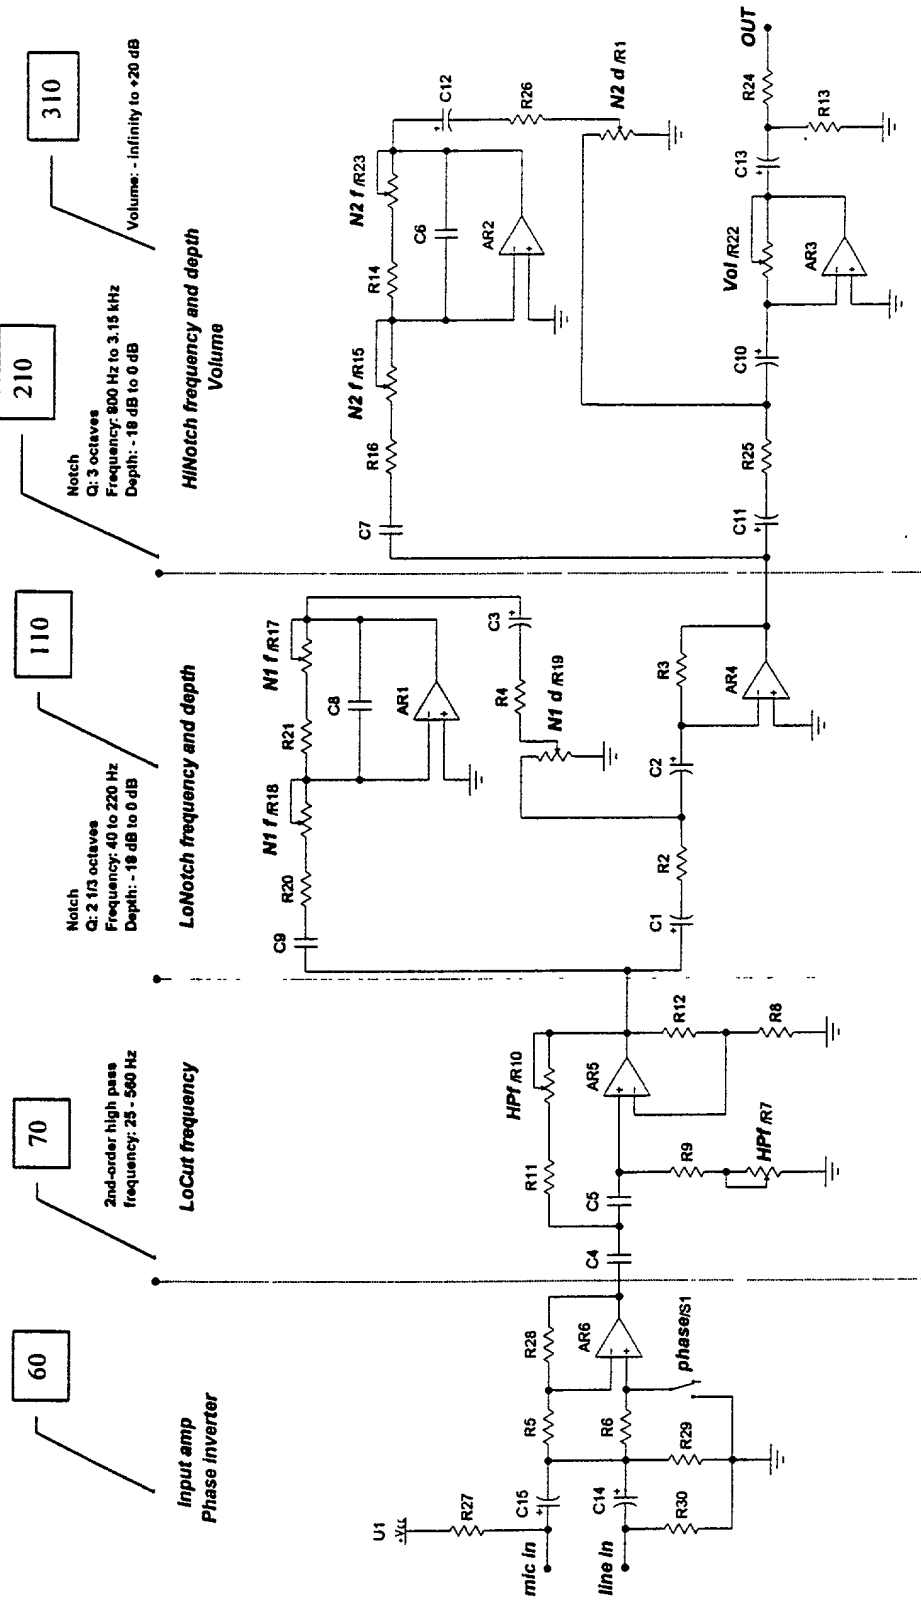 60
Input amp
Phase inverter
70
2nd-order high pass
frequency: 25 - 560 Hz
LoCut frequency
110
Notch
Q: 2 1/3 octaves
Frequency: 40 to 220 Hz
Depth: - 18 dB to 0 dB
LoNotch frequency and depth
210
Notch
Q: 3 octaves
Frequency: 800 Hz to 3.15 kHz
Depth: - 18 dB to 0 dB
HiNotch frequency and depth
Volume
310
Volume: - infinity to +20 dB
U1
+Vcc
R27
mic in
C15
line in
C14
R30
R29
R5
R6
R28
AR6
phase/S1
C4
C5
R11
HPf /R10
R9
HPf /R7
AR5
R12
R8
C9
R20
N1 f/R18
R21
N1 f/R17
C8
AR1
C3
R4
N1 d /R19
C1
R2
C2
R3
AR4
C7
R16
N2 f /R15
R14
N2 f /R23
C6
AR2
C12
R26
N2 d /R1
C11
R25
C10
Vol /R22
AR3
C13
R24
R13
OUT